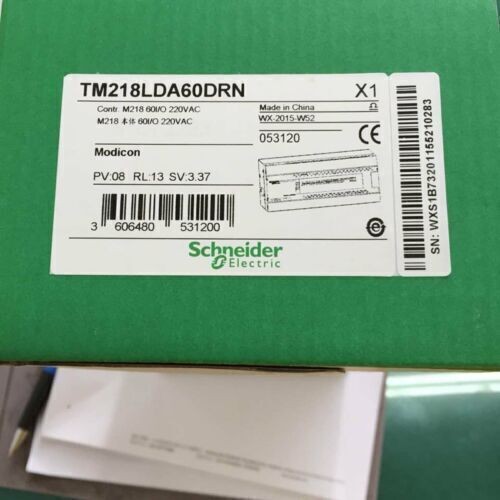 TM218LDA60DRN X1
Contr. M218 60I/O 220VAC
M218 本体 60I/O 220VAC
Made in China
WX-2015-W52
053120
Modicon
PV:08 RL:13 SV:3.37
3 606480 531200
Schneider
Electric
SN: WXS1B73201155210283